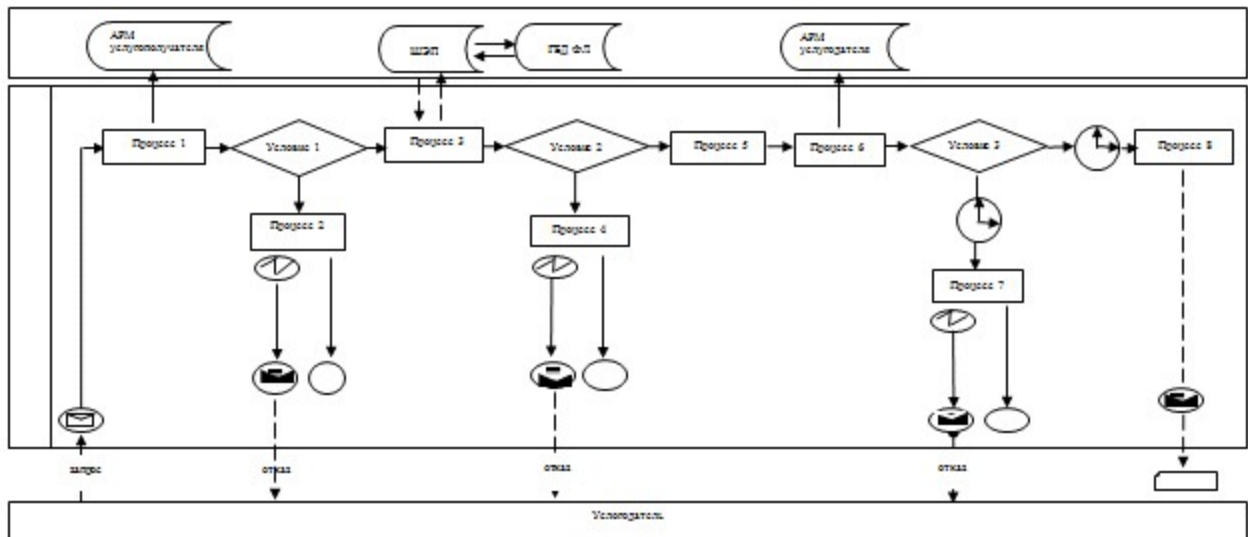 АРМ
услугополучателя
ШЭП
ГБД ФЛ
АРМ
услугодателя
Процесс 1
Условие 1
Процесс 3
Условие 2
Процесс 5
Процесс 6
Условие 3
Процесс 8
Процесс 2
Процесс 4
Процесс 7
запрос
отказ
отказ
отказ
Услогодатель